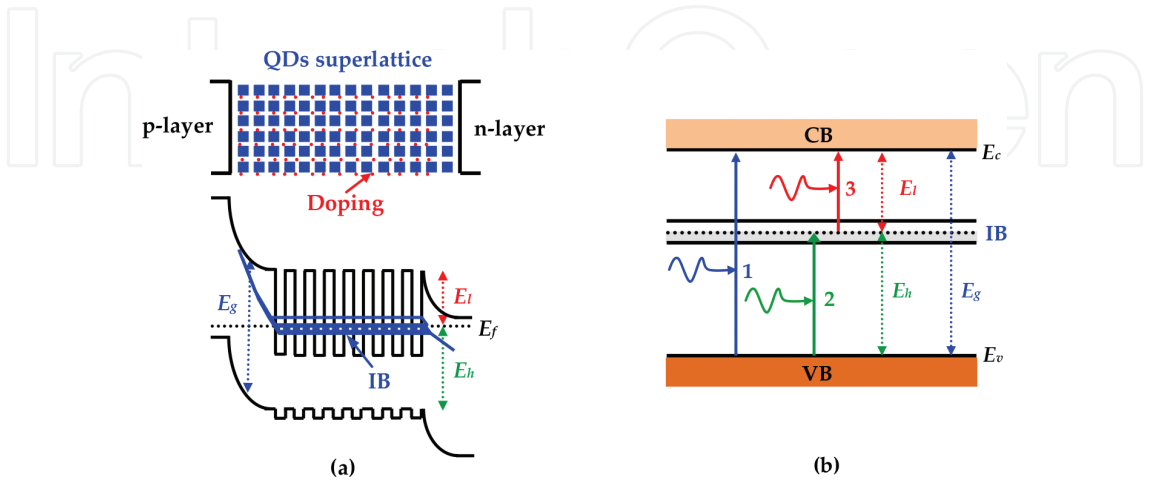 IntechOpen
QDs superlattice
p-layer
n-layer
Doping
Eg
El
Ef
Eh
IB
(a)
CB
Ec
3
El
IB
1
2
Eh
Eg
Ev
VB
(b)